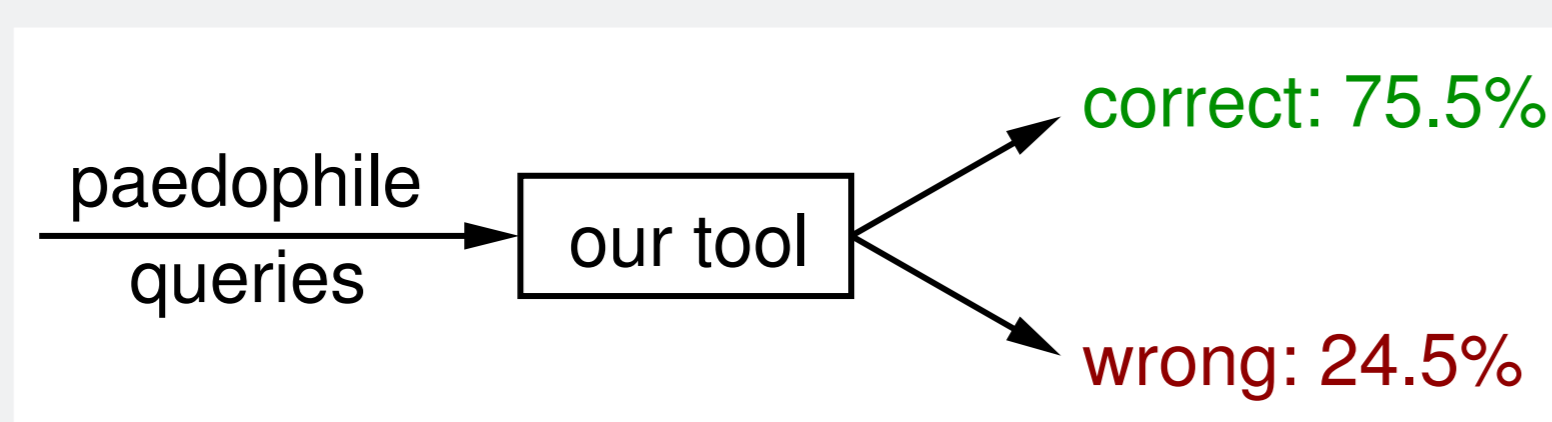 paedophile
queries
our tool
correct: 75.5%
wrong: 24.5%